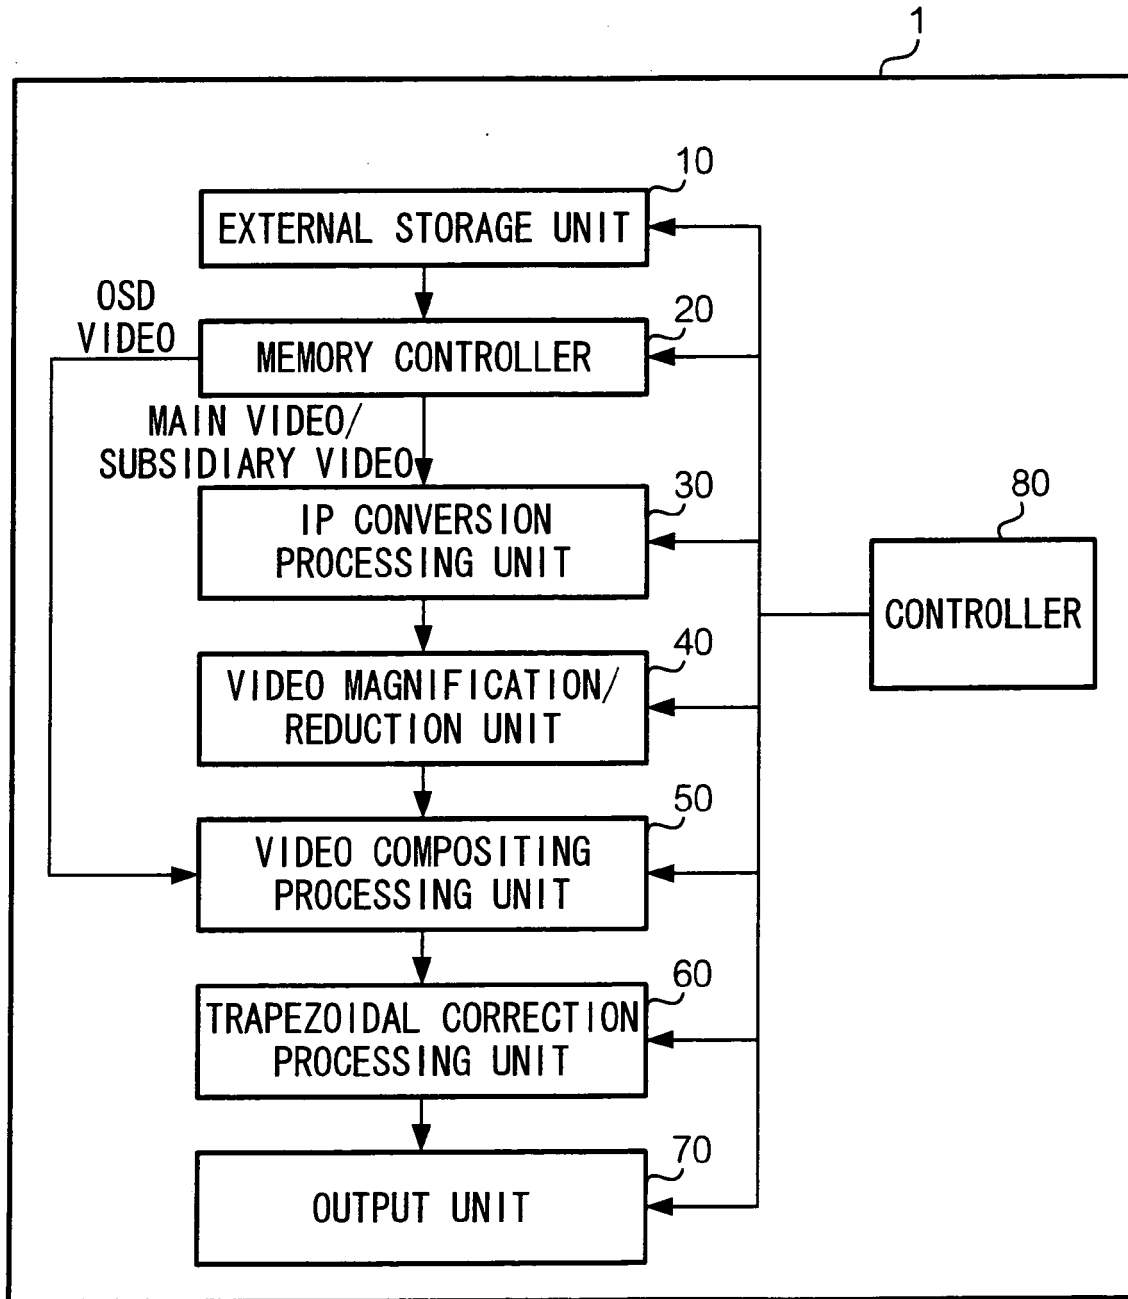 1
10
EXTERNAL STORAGE UNIT
OSD
VIDEO
20
MEMORY CONTROLLER
MAIN VIDEO/
SUBSIDIARY VIDEO
30
IP CONVERSION
PROCESSING UNIT
80
CONTROLLER
40
VIDEO MAGNIFICATION/
REDUCTION UNIT
50
VIDEO COMPOSITING
PROCESSING UNIT
60
TRAPEZOIDAL CORRECTION
PROCESSING UNIT
70
OUTPUT UNIT